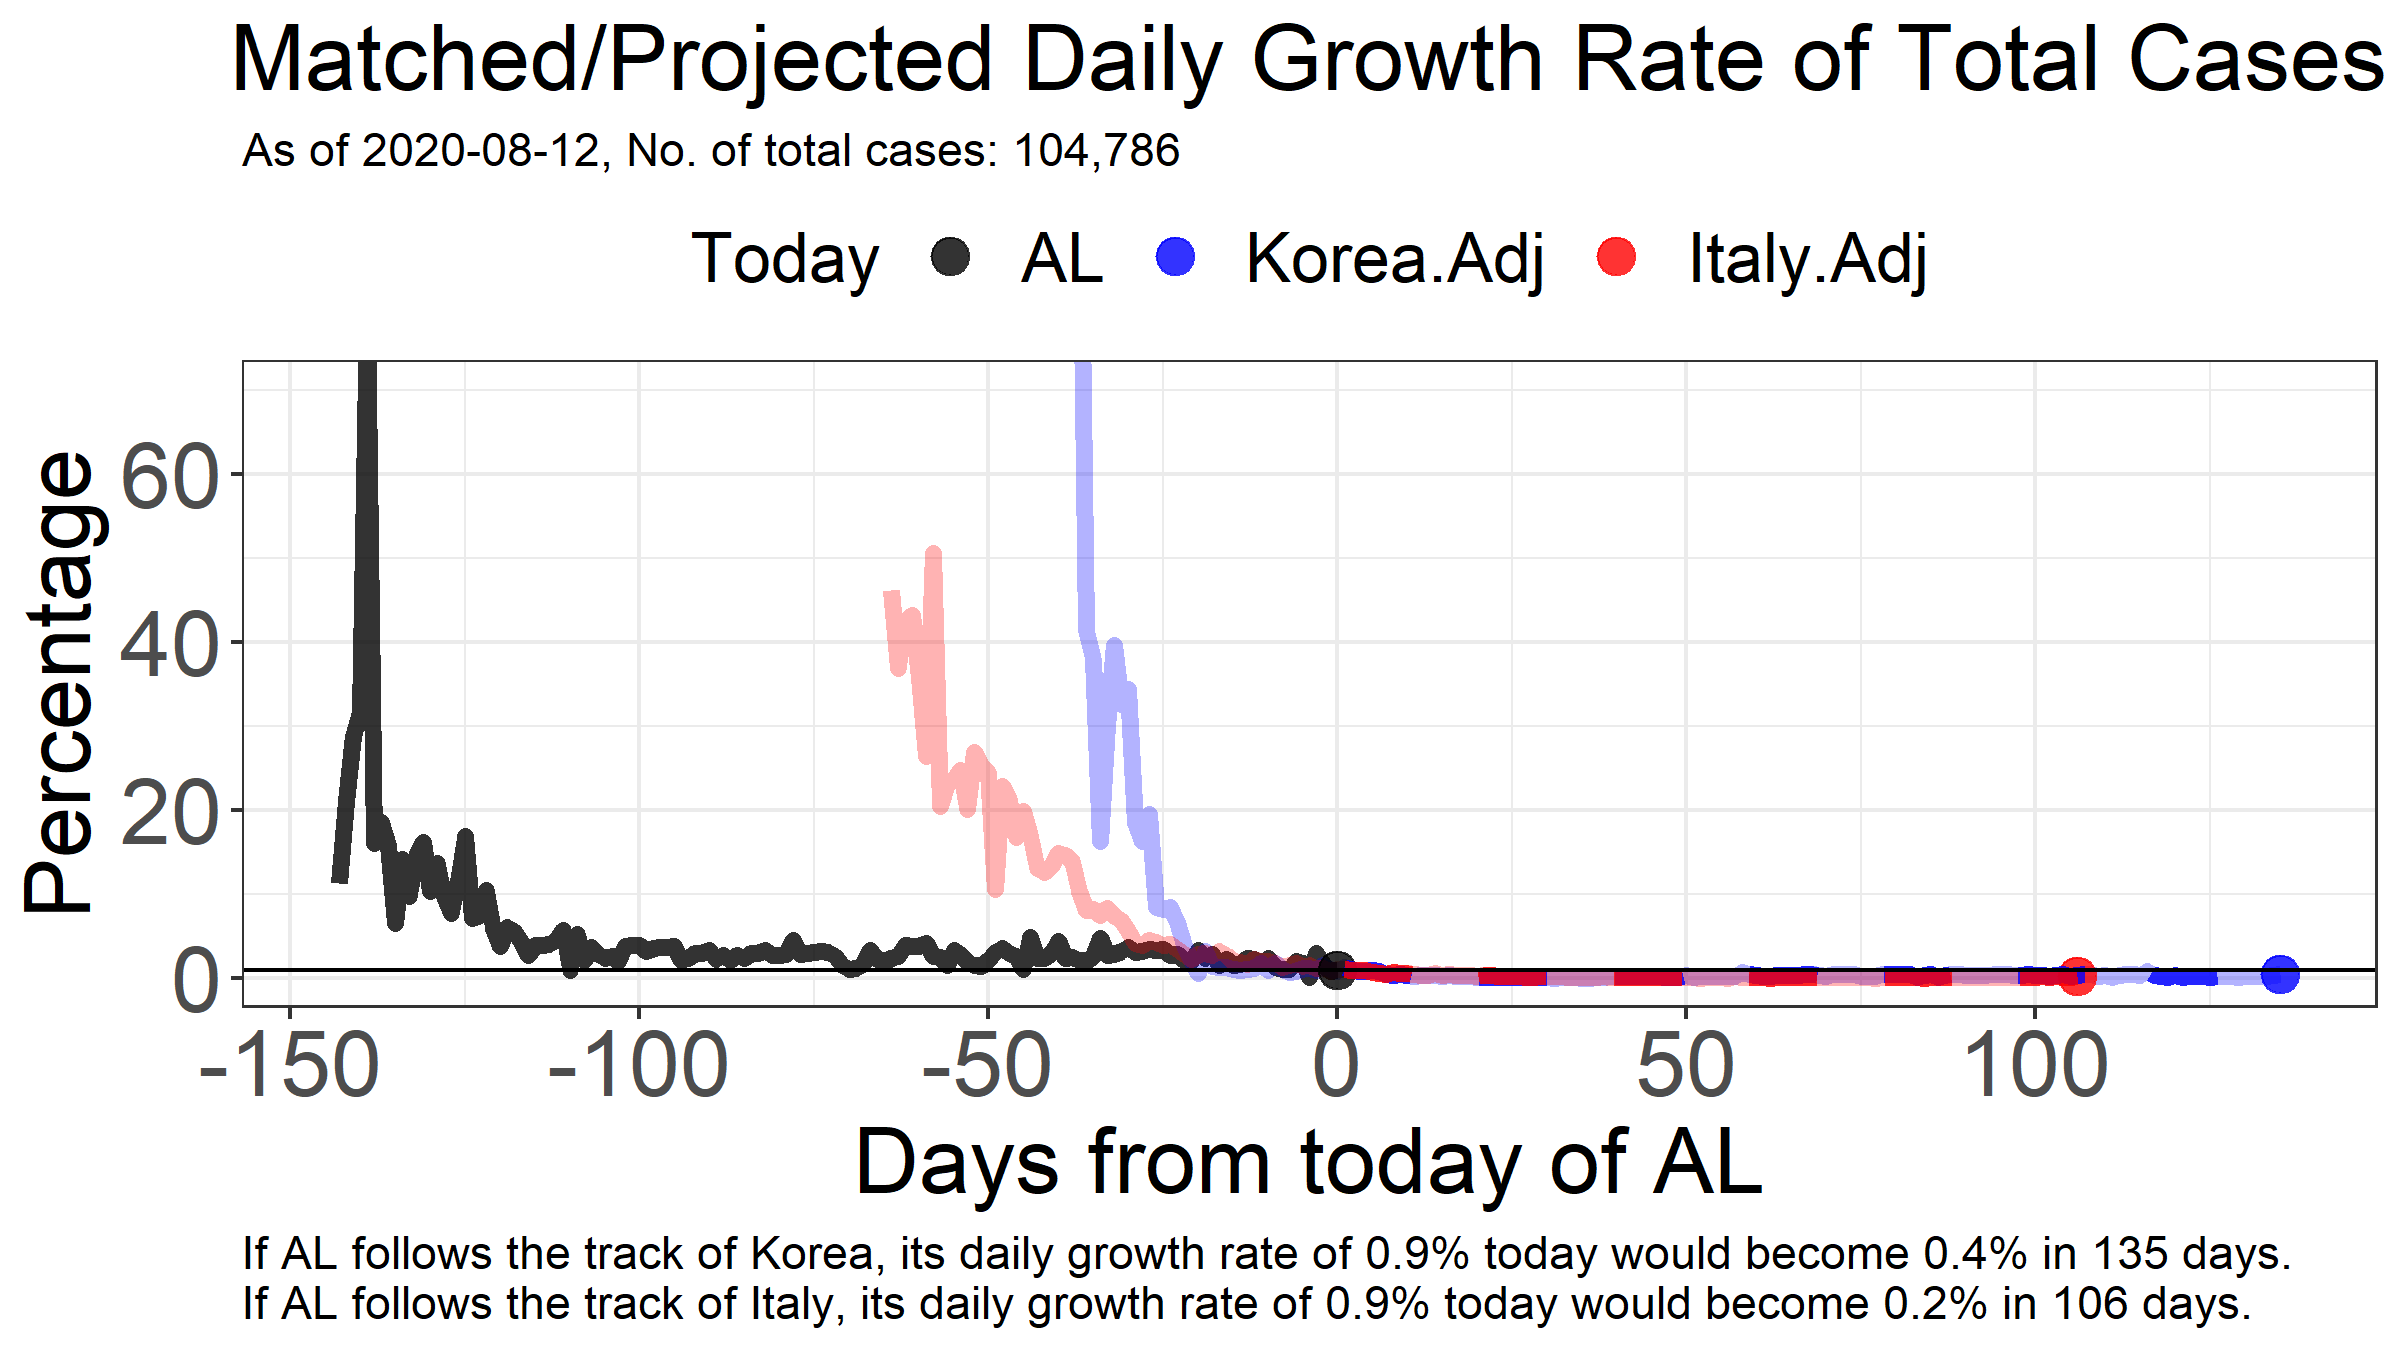 Matched/Projected Daily Growth Rate of Total Cases
As of 2020-08-12, No. of total cases: 104,786
Today AL Korea.Adj Italy.Adj
Percentage
60
40
20
0
-150 -100 -50 0 50 100
Days from today of AL
If AL follows the track of Korea, its daily growth rate of 0.9% today would become 0.4% in 135 days.
If AL follows the track of Italy, its daily growth rate of 0.9% today would become 0.2% in 106 days.